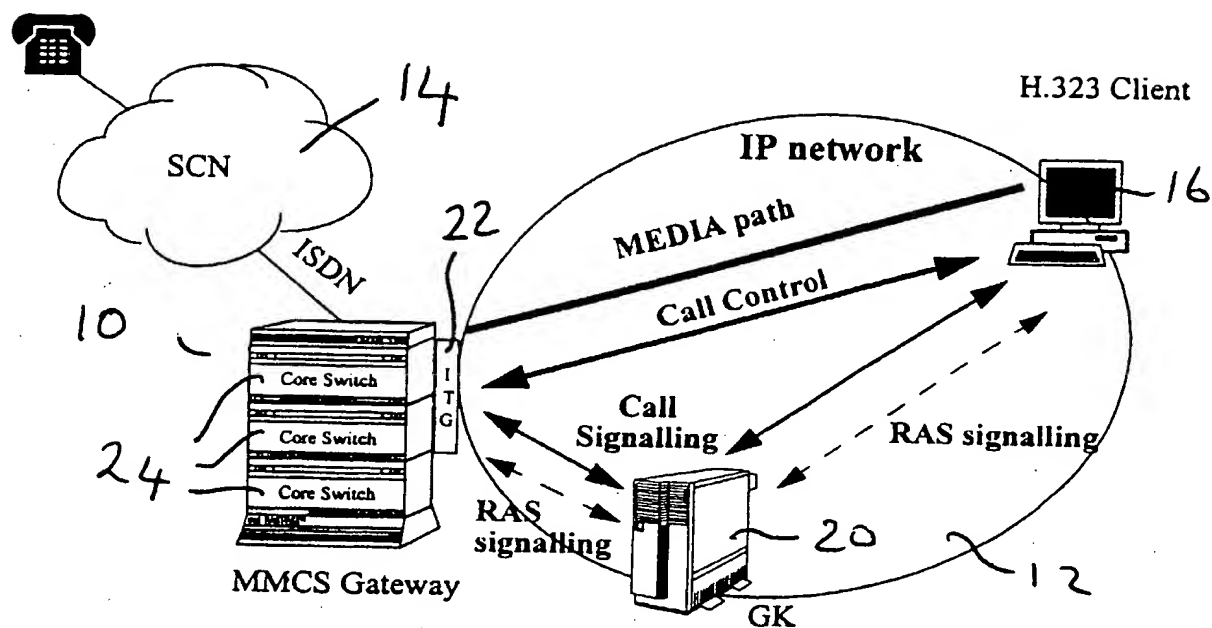 14
H.323 Client
SCN
IP network
16
22
MEDIA path
ISDN
Call Control
10
ITG
Core Switch
Core Switch
Core Switch
24
Call
Signalling
RAS signalling
RAS
signalling
20
12
MMCS Gateway
GK